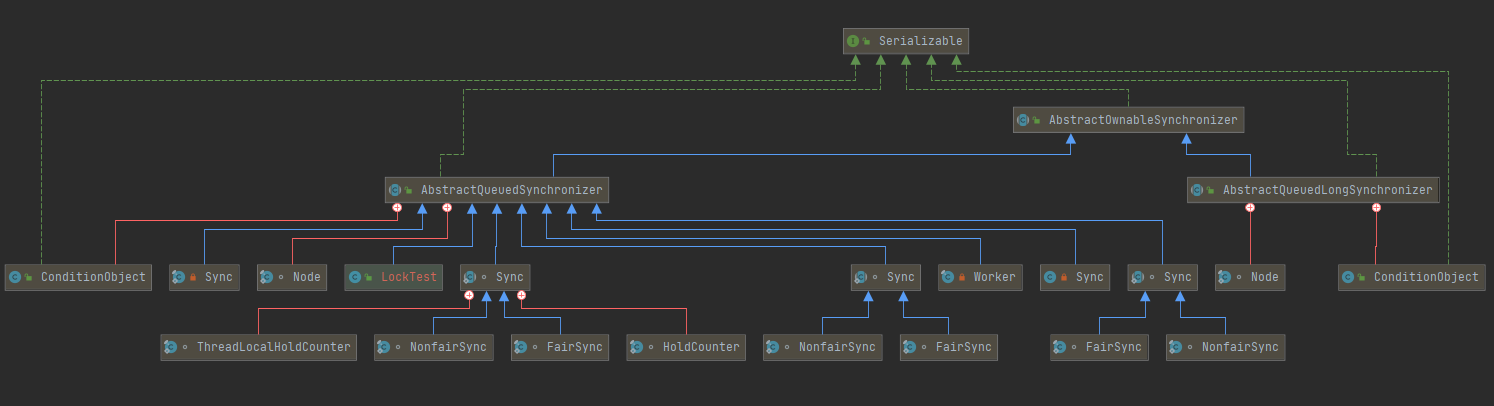 Serializable
AbstractOwnableSynchronizer
AbstractQueuedSynchronizer
AbstractQueuedLongSynchronizer
ConditionObject
Sync
Node
LockTest
Sync
Sync
Worker
Sync
Sync
Node
ConditionObject
ThreadLocalHoldCounter
NonfairSync
FairSync
HoldCounter
NonfairSync
FairSync
FairSync
NonfairSync